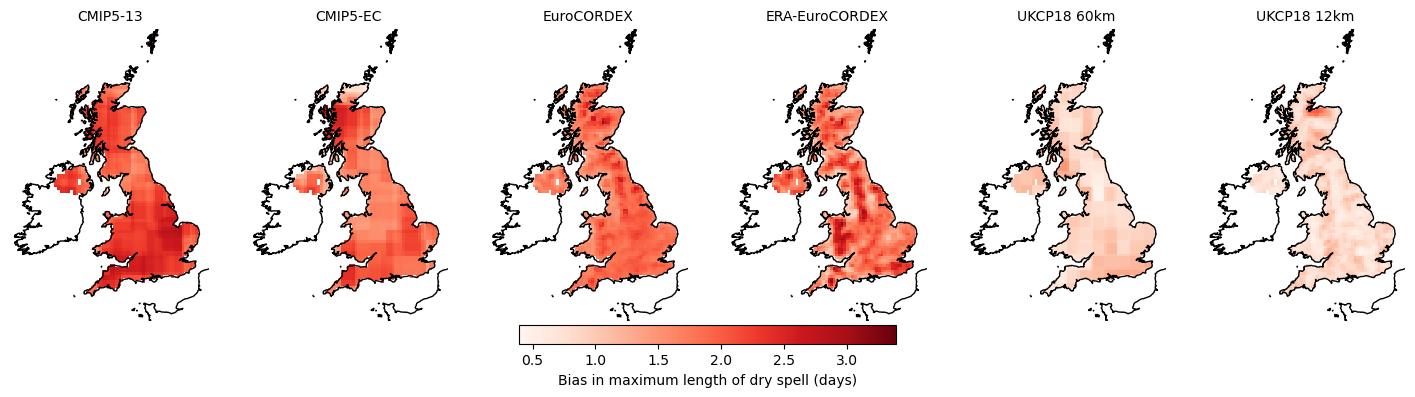 CMIP5-13 CMIP5-EC EuroCORDEX ERA-EuroCORDEX UKCP18 60km UKCP18 12km
0.5 1.0 1.5 2.0 2.5 3.0
Bias in maximum length of dry spell (days)